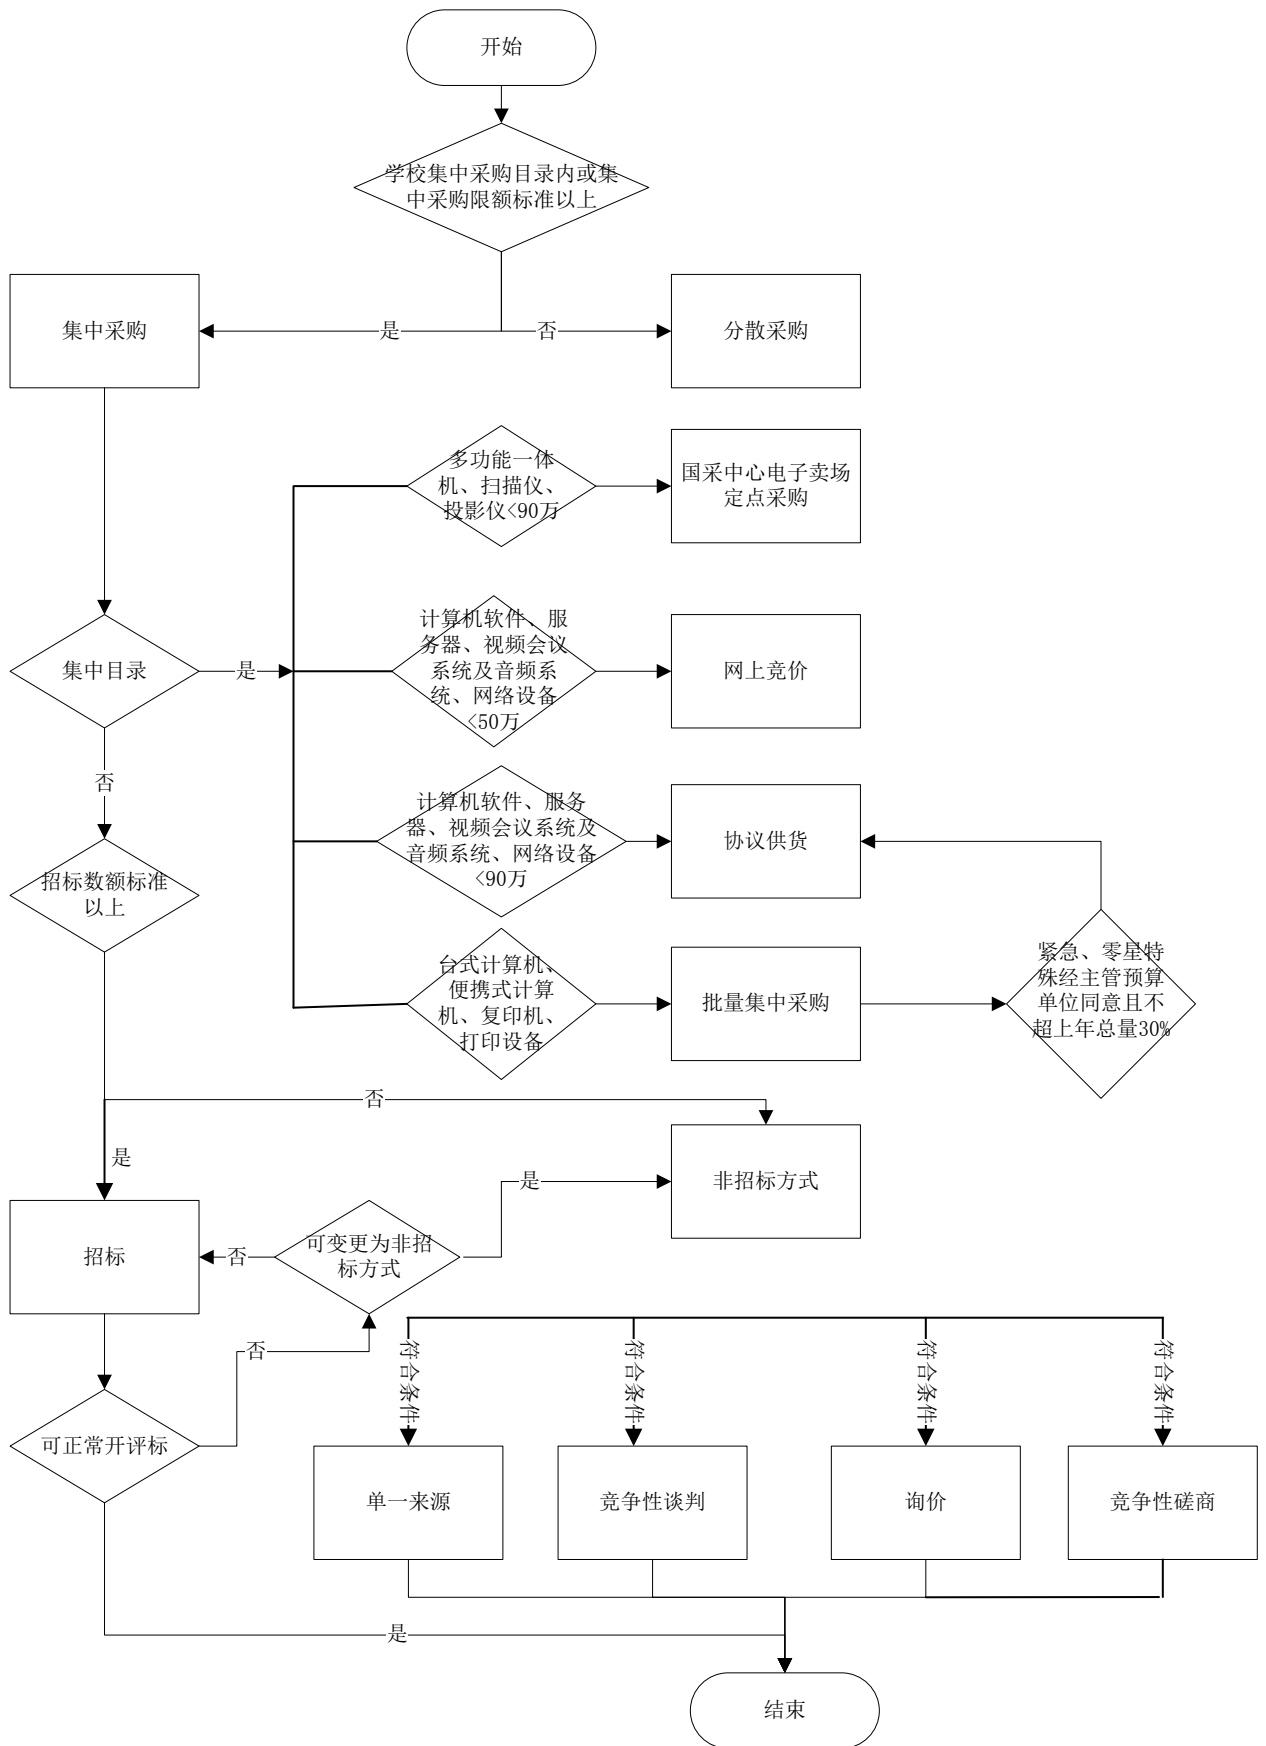 开始
学校集中采购目录内或集
中采购限额标准以上
集中采购
是
否
分散采购
多功能一体
机、扫描仪、
投影仪<90万
国采中心电子卖场
定点采购
计算机软件、服
务器、视频会议
系统及音频系
统、网络设备
<50万
网上竞价
集中目录
是
否
计算机软件、服务
器、视频会议系统及
音频系统、网络设备
<90万
协议供货
招标数额标准
以上
台式计算机、
便携式计算
机、复印机、
打印设备
批量集中采购
紧急、零星特
殊经主管预算
单位同意且不
超上年总量30%
否
是
非招标方式
是
招标
否
可变更为非招
标方式
否
符合条件
符合条件
符合条件
符合条件
可正常开评标
单一来源
竞争性谈判
询价
竞争性磋商
是
结束